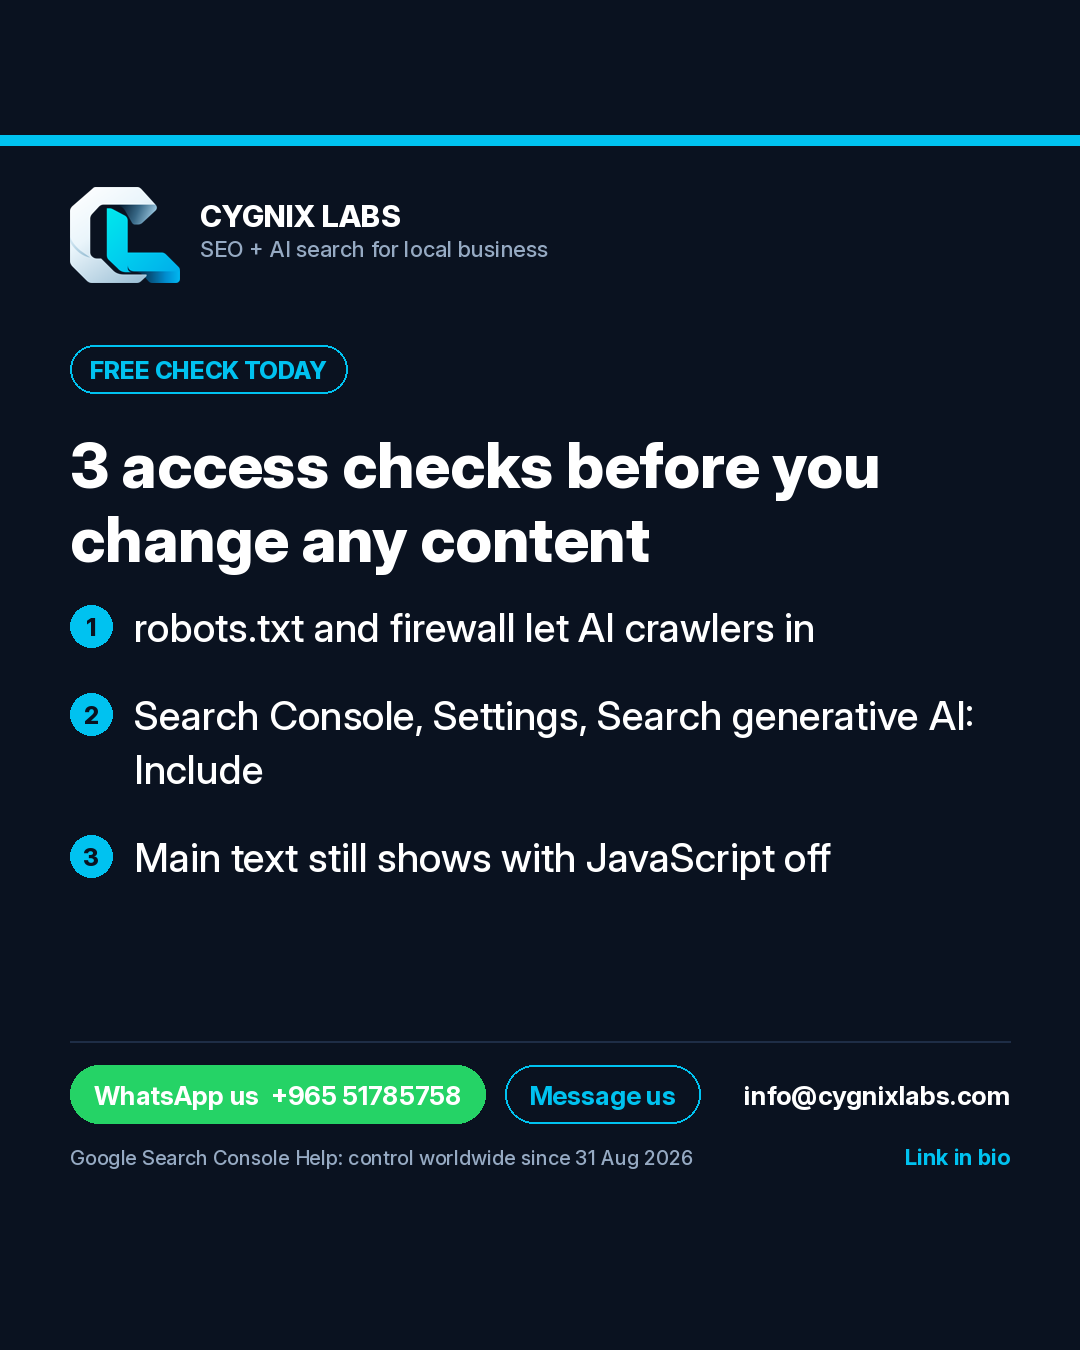 CYGNIX LABS
SEO + AI search for local business
FREE CHECK TODAY
3 access checks before you
change any content
1 robots.txt and firewall let AI crawlers in
2 Search Console, Settings, Search generative AI:
Include
3 Main text still shows with JavaScript off
WhatsApp us +965 51785758 Message us info@cygnixlabs.com
Google Search Console Help: control worldwide since 31 Aug 2026 Link in bio